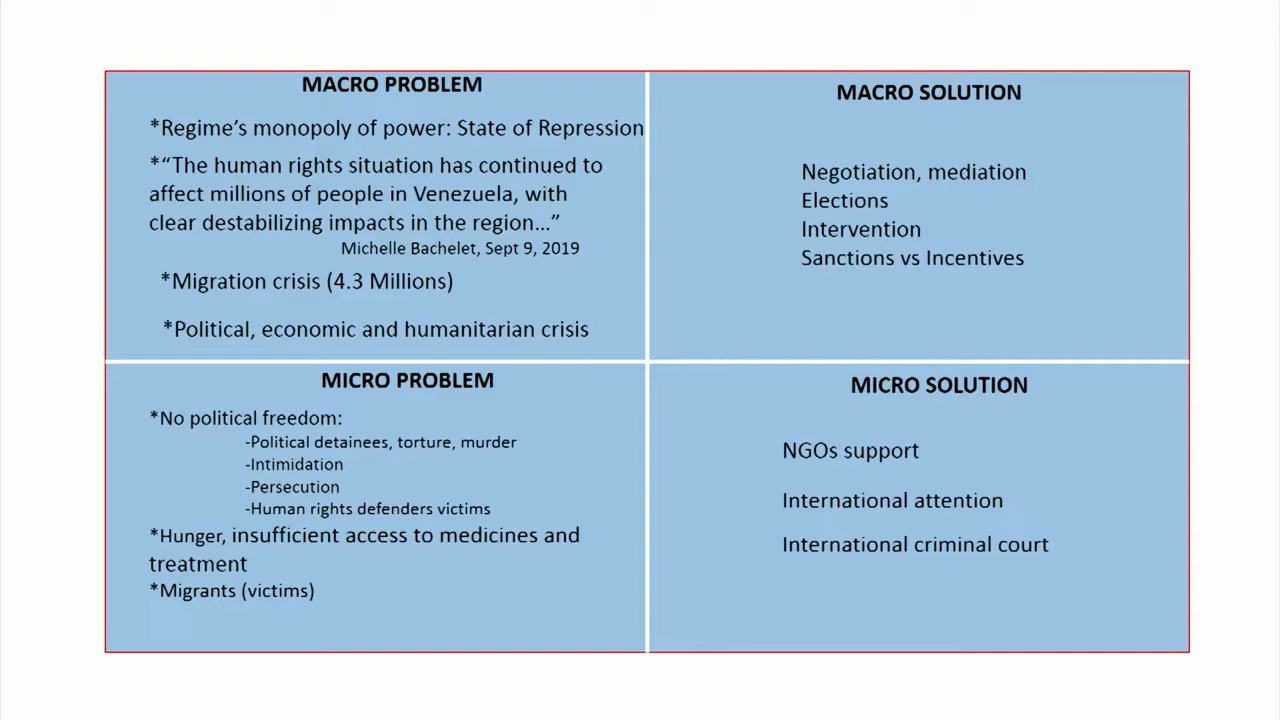 MACRO PROBLEM
*Regime’s monopoly of power: State of Repression
*“The human rights situation has continued to
affect millions of people in Venezuela, with
clear destabilizing impacts in the region…”
Michelle Bachelet, Sept 9, 2019
*Migration crisis (4.3 Millions)
*Political, economic and humanitarian crisis
MACRO SOLUTION
Negotiation, mediation
Elections
Intervention
Sanctions vs Incentives
MICRO PROBLEM
*No political freedom:
-Political detainees, torture, murder
-Intimidation
-Persecution
-Human rights defenders victims
*Hunger, insufficient access to medicines and
treatment
*Migrants (victims)
MICRO SOLUTION
NGOs support
International attention
International criminal court